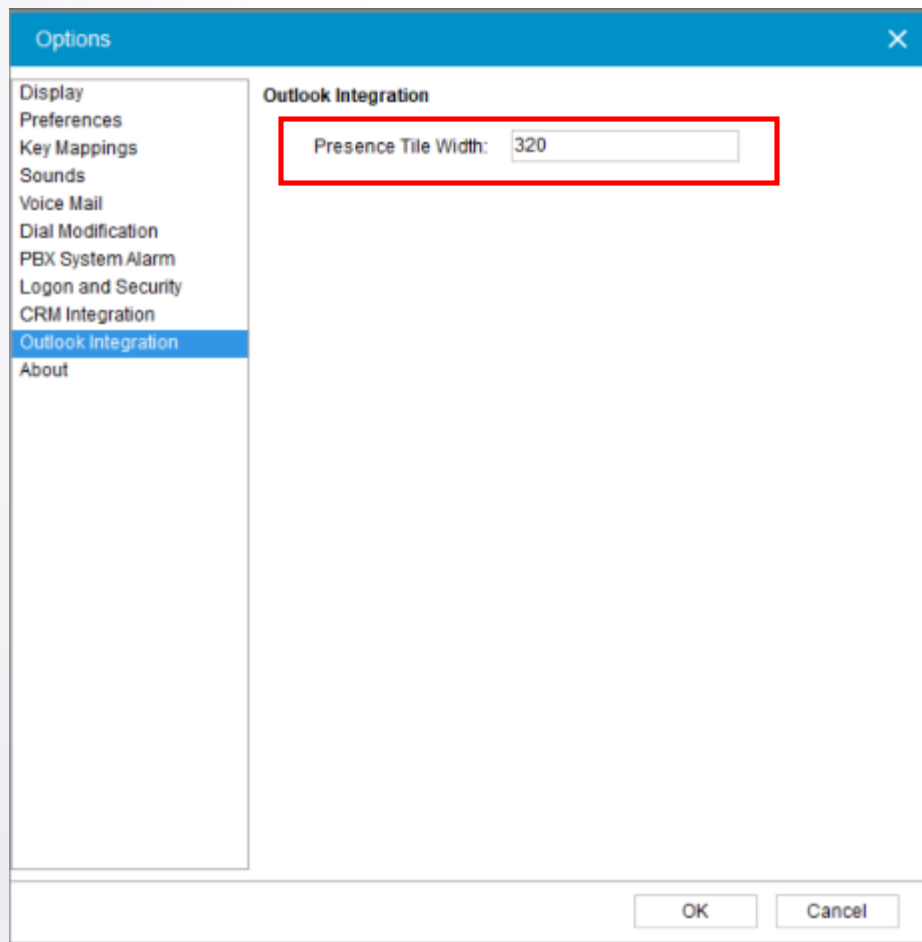 Options
Display
Preferences
Key Mappings
Sounds
Voice Mail
Dial Modification
PBX System Alarm
Logon and Security
CRM Integration
Outlook Integration
About
Outlook Integration
Presence Tile Width: 320
OK Cancel